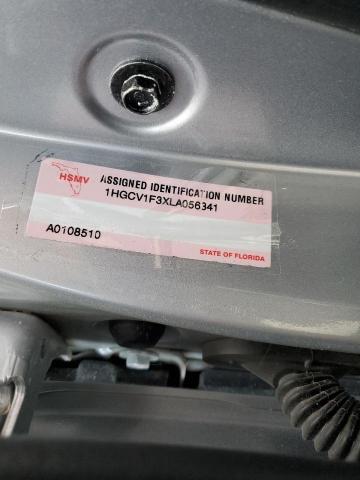 HSMV
ASSIGNED IDENTIFICATION NUMBER
1HGCV1F3XLA056341
A0108510
STATE OF FLORIDA